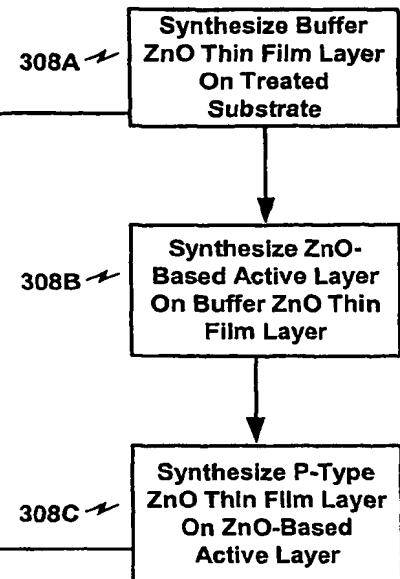 308A
Synthesize Buffer
ZnO Thin Film Layer
On Treated
Substrate
308B
Synthesize ZnO-
Based Active Layer
On Buffer ZnO Thin
Film Layer
308C
Synthesize P-Type
ZnO Thin Film Layer
On ZnO-Based
Active Layer